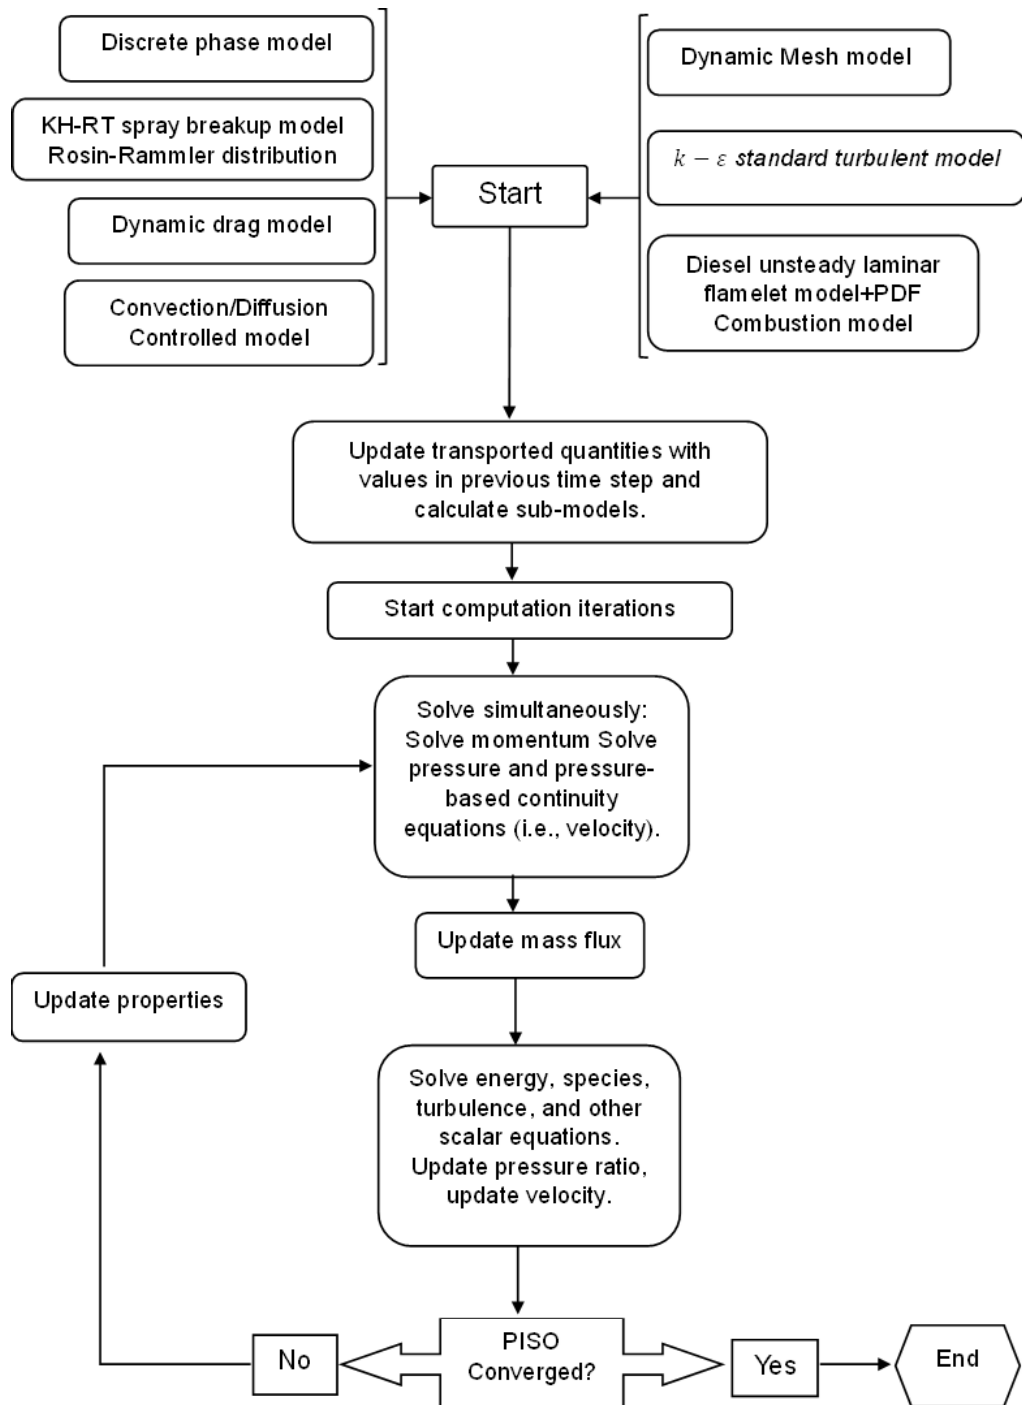 Discrete phase model
KH-RT spray breakup model
Rosin-Rammler distribution
Dynamic drag model
Convection/Diffusion
Controlled model
Start
Dynamic Mesh model
k − ε standard turbulent model
Diesel unsteady laminar
flamelet model+PDF
Combustion model
Update transported quantities with
values in previous time step and
calculate sub-models.
Start computation iterations
Solve simultaneously:
Solve momentum Solve
pressure and pressure-
based continuity
equations (i.e., velocity).
Update mass flux
Update properties
Solve energy, species,
turbulence, and other
scalar equations.
Update pressure ratio,
update velocity.
PISO
Converged?
No
Yes
End